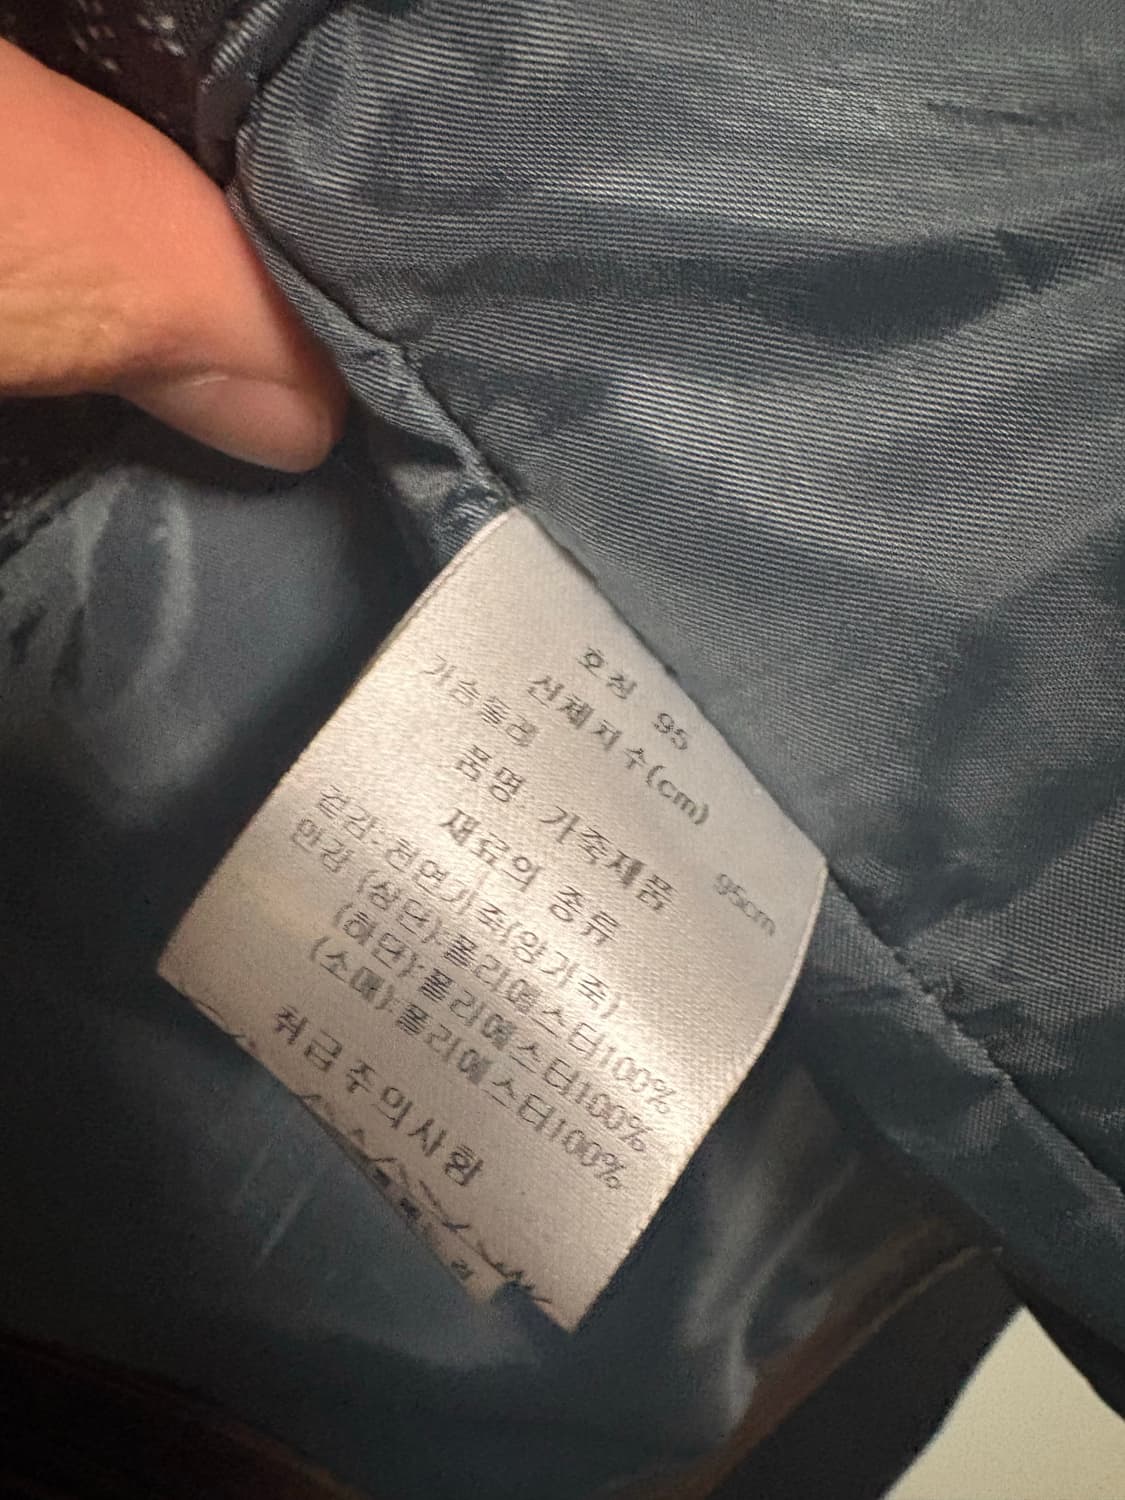 호칭 95
신체치수(cm)
가슴둘레 95cm
품명: 가죽제품
재료의 종류
겉감: 천연가죽(양가죽)
안감 (상단):폴리에스터100%
(하단):폴리에스터100%
(소매):폴리에스터100%
취급주의사항